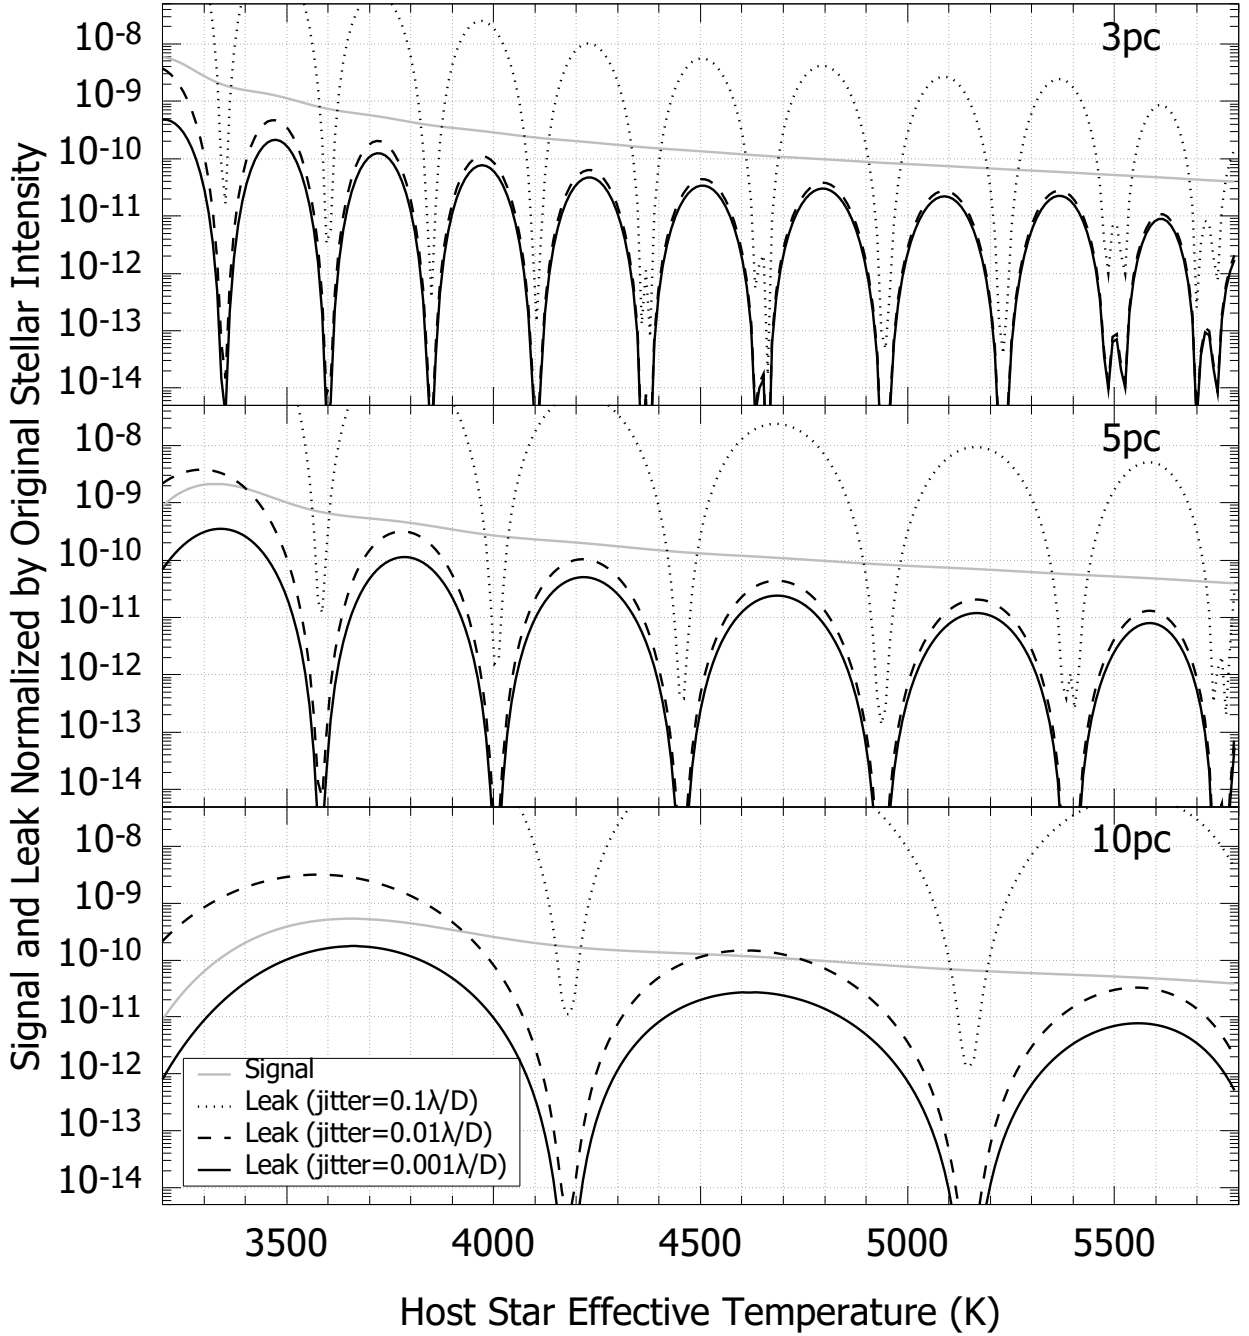 Signal and Leak Normalized by Original Stellar Intensity
3pc
10-8
10-9
10-10
10-11
10-12
10-13
10-14
5pc
10-8
10-9
10-10
10-11
10-12
10-13
10-14
10pc
10-8
10-9
10-10
10-11
10-12
10-13
10-14
Signal
Leak (jitter=0.1λ/D)
Leak (jitter=0.01λ/D)
Leak (jitter=0.001λ/D)
3500 4000 4500 5000 5500
Host Star Effective Temperature (K)